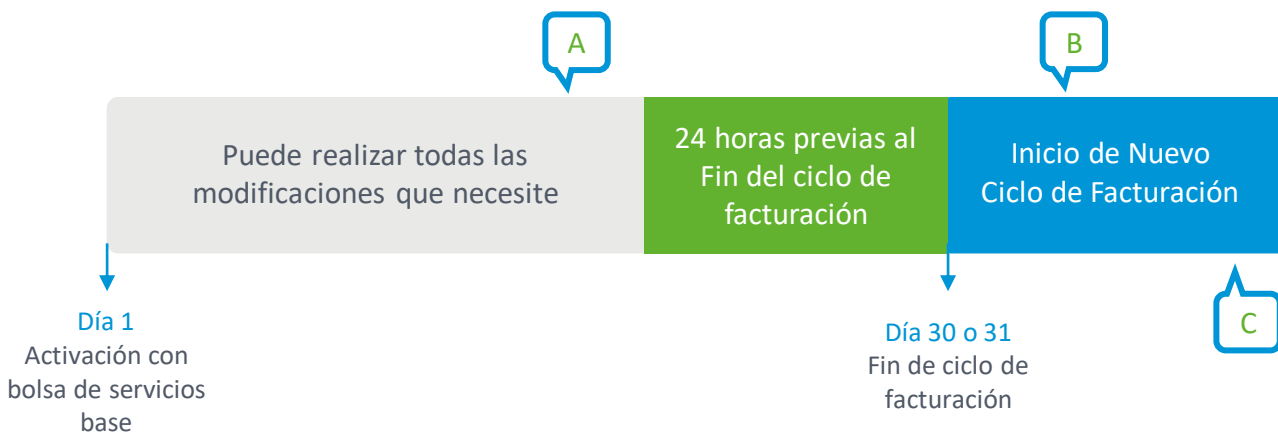 A
B
Puede realizar todas las
modificaciones que necesite
24 horas previas al
Fin del ciclo de
facturación
Inicio de Nuevo
Ciclo de Facturación
Día 1
Activación con
bolsa de servicios
base
Día 30 o 31
Fin de ciclo de
facturación
C